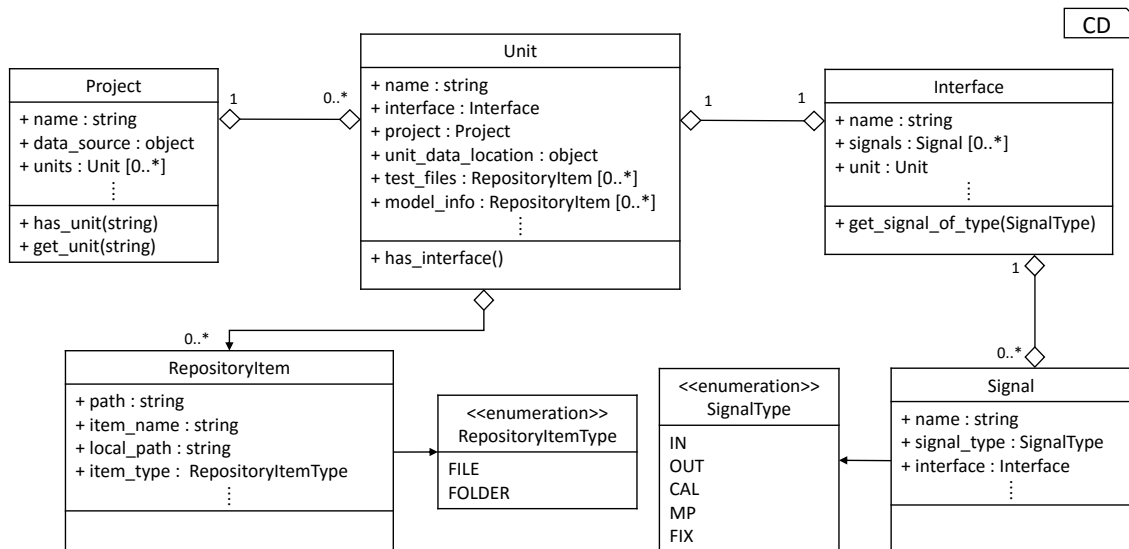 CD
Project
+ name : string
+ data_source : object
+ units : Unit [0..*]
+ has_unit(string)
+ get_unit(string)
1
0..*
Unit
+ name : string
+ interface : Interface
+ project : Project
+ unit_data_location : object
+ test_files : RepositoryItem [0..*]
+ model_info : RepositoryItem [0..*]
+ has_interface()
1
1
Interface
+ name : string
+ signals : Signal [0..*]
+ unit : Unit
+ get_signal_of_type(SignalType)
1
0..*
0..*
RepositoryItem
+ path : string
+ item_name : string
+ local_path : string
+ item_type : RepositoryItemType
<<enumeration>>
RepositoryItemType
FILE
FOLDER
<<enumeration>>
SignalType
IN
OUT
CAL
MP
FIX
Signal
+ name : string
+ signal_type : SignalType
+ interface : Interface